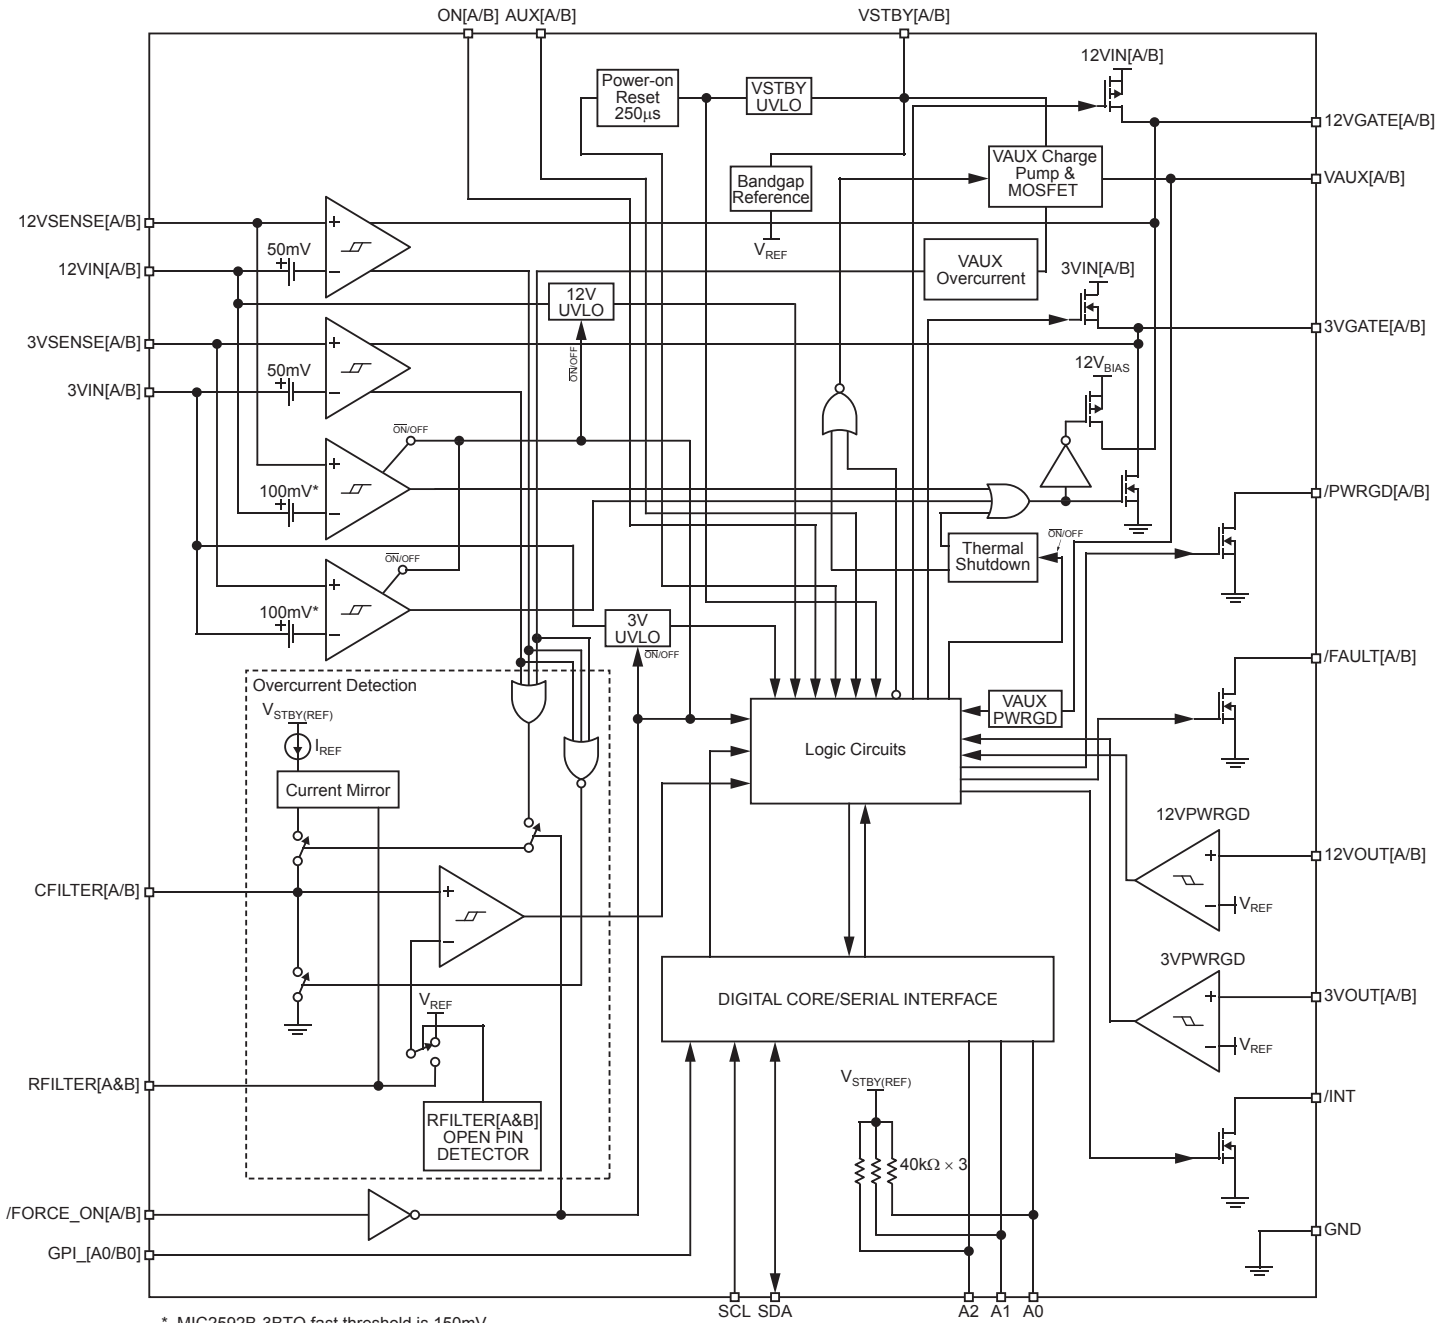 ON[A/B] AUX[A/B]
VSTBY[A/B]
12VIN[A/B]
Power-on
Reset
250μs
VSTBY
UVLO
12VGATE[A/B]
VAUX Charge
Pump &
MOSFET
VAUX[A/B]
Bandgap
Reference
VREF
12VSENSE[A/B]
+
50mV
+
−
12VIN[A/B]
VAUX
Overcurrent
3VIN[A/B]
12V
UVLO
ON/OFF
3VGATE[A/B]
3VSENSE[A/B]
+
50mV
+
−
3VIN[A/B]
12VBIAS
ON/OFF
+
100mV*
+
−
/PWRGD[A/B]
ON/OFF
Thermal
Shutdown
ON/OFF
+
100mV*
+
−
3V
UVLO
ON/OFF
/FAULT[A/B]
Overcurrent Detection
VSTBY(REF)
IREF
Current Mirror
VAUX
PWRGD
Logic Circuits
12VPWRGD
+
−
VREF
12VOUT[A/B]
CFILTER[A/B]
+
−
3VPWRGD
+
−
VREF
3VOUT[A/B]
DIGITAL CORE/SERIAL INTERFACE
VREF
RFILTER[A&B]
RFILTER[A&B]
OPEN PIN
DETECTOR
VSTBY(REF)
40kΩ × 3
/INT
/FORCE_ON[A/B]
GPI_[A0/B0]
GND
SCL SDA
A2 A1 A0
* MIC2592B-3BTQ fast threshold is 150mV